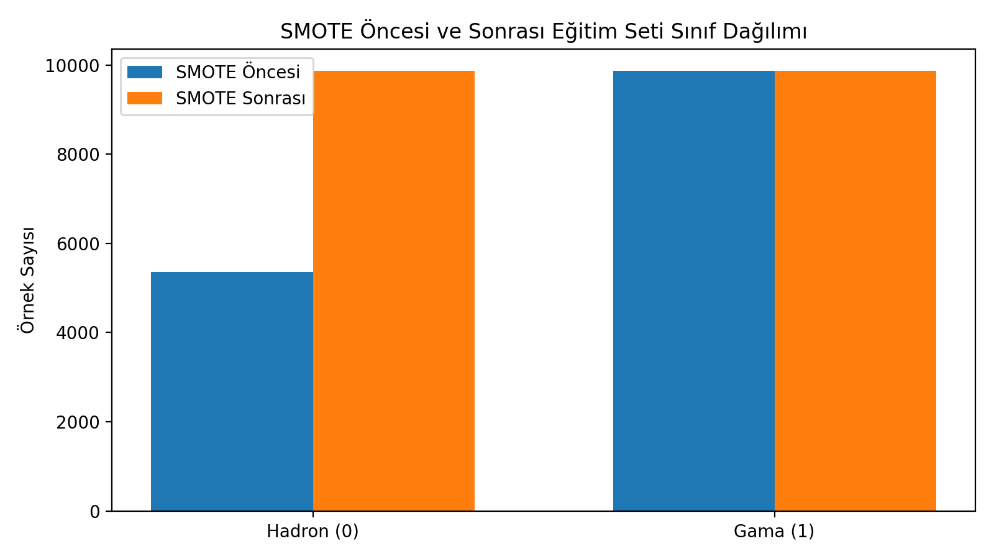 SMOTE Öncesi ve Sonrası Eğitim Seti Sınıf Dağılımı
SMOTE Öncesi
SMOTE Sonrası
Örnek Sayısı
10000
8000
6000
4000
2000
0
Hadron (0)
Gama (1)